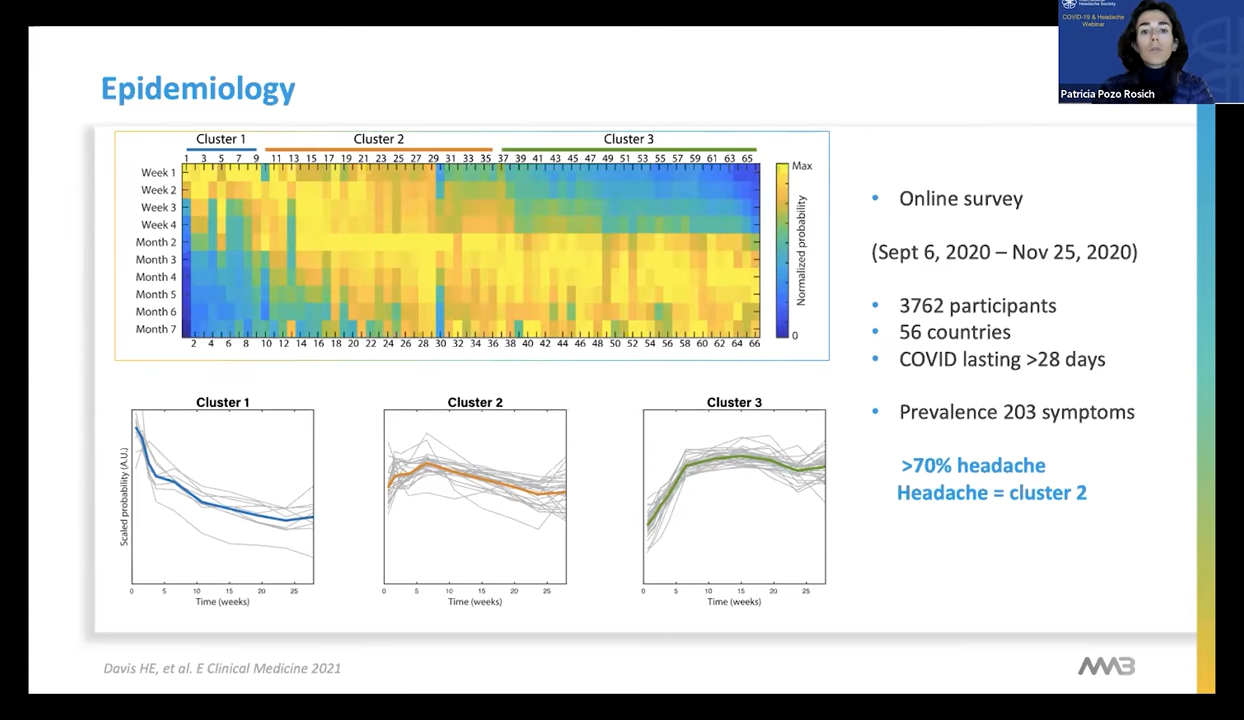 Headache Society
COVID-19 & Headache
Webinar
Patricia Pozo Rosich
Epidemiology
Cluster 1 Cluster 2 Cluster 3
1 3 5 7 9 11 13 15 17 19 21 23 25 27 29 31 33 35 37 39 41 43 45 47 49 51 53 55 57 59 61 63 65
Week 1
Week 2
Week 3
Week 4
Month 2
Month 3
Month 4
Month 5
Month 6
Month 7
2 4 6 8 10 12 14 16 18 20 22 24 26 28 30 32 34 36 38 40 42 44 46 48 50 52 54 56 58 60 62 64 66
Max
Normalized probability
0
Cluster 1
Scaled probability (A.U.)
0 5 10 15 20 25
Time (weeks)
Cluster 2
0 5 10 15 20 25
Time (weeks)
Cluster 3
0 5 10 15 20 25
Time (weeks)
• Online survey
(Sept 6, 2020 – Nov 25, 2020)
• 3762 participants
• 56 countries
• COVID lasting >28 days
• Prevalence 203 symptoms
>70% headache
Headache = cluster 2
Davis HE, et al. E Clinical Medicine 2021